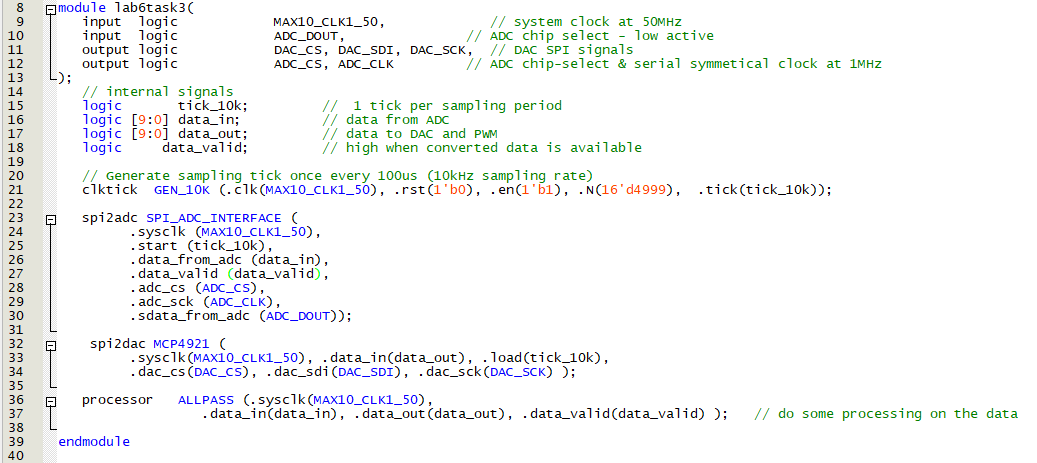 8 module lab6task3(
9 input logic MAX10_CLK1_50, // system clock at 50MHz
10 input logic ADC_DOUT, // ADC chip select - low active
11 output logic DAC_CS, DAC_SDI, DAC_SCK, // DAC SPI signals
12 output logic ADC_CS, ADC_CLK // ADC chip-select & serial symmetical clock at 1MHz
13 );
14 // internal signals
15 logic tick_10k; // 1 tick per sampling period
16 logic [9:0] data_in; // data from ADC
17 logic [9:0] data_out; // data to DAC and PWM
18 logic data_valid; // high when converted data is available
19
20 // Generate sampling tick once every 100us (10kHz sampling rate)
21 clktick GEN_10K (.clk(MAX10_CLK1_50), .rst(1'b0), .en(1'b1), .N(16'd4999), .tick(tick_10k));
22
23 spi2adc SPI_ADC_INTERFACE (
24 .sysclk (MAX10_CLK1_50),
25 .start (tick_10k),
26 .data_from_adc (data_in),
27 .data_valid (data_valid),
28 .adc_cs (ADC_CS),
29 .adc_sck (ADC_CLK),
30 .sdata_from_adc (ADC_DOUT));
31
32 spi2dac MCP4921 (
33 .sysclk(MAX10_CLK1_50), .data_in(data_out), .load(tick_10k),
34 .dac_cs(DAC_CS), .dac_sdi(DAC_SDI), .dac_sck(DAC_SCK) );
35
36 processor ALLPASS (.sysclk(MAX10_CLK1_50),
37 .data_in(data_in), .data_out(data_out), .data_valid(data_valid) ); // do some processing on the data
38
39 endmodule
40